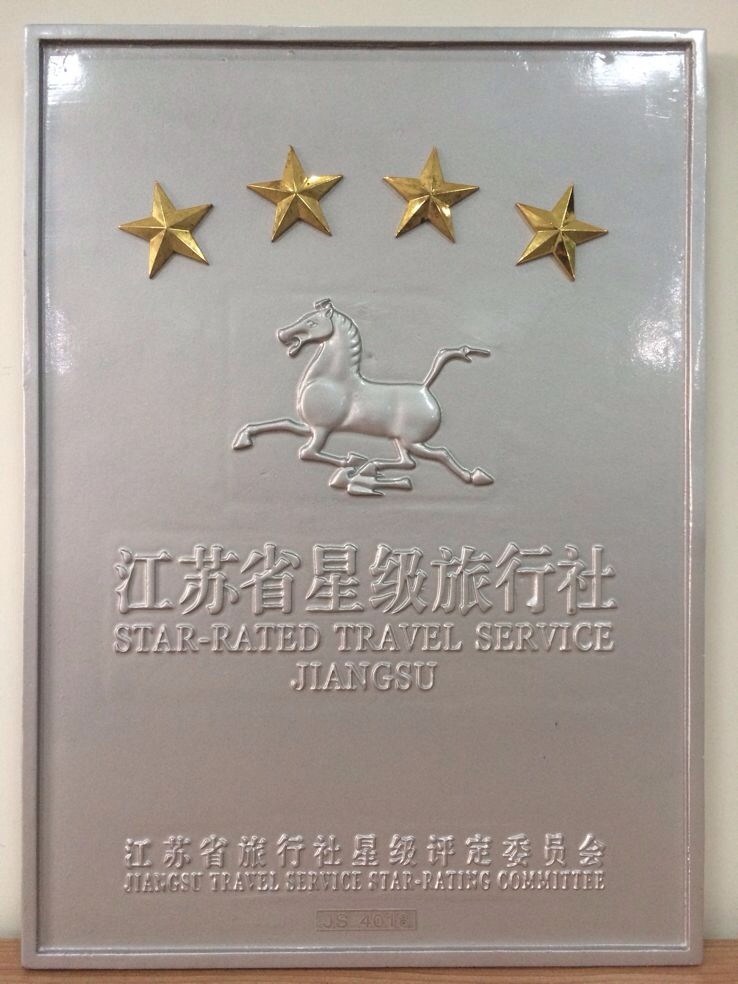 江苏省星级旅行社
STAR-RATED TRAVEL SERVICE
JIANGSU
江苏省旅行社星级评定委员会
JIANGSU TRAVEL SERVICE STAR-RATING COMMITTEE